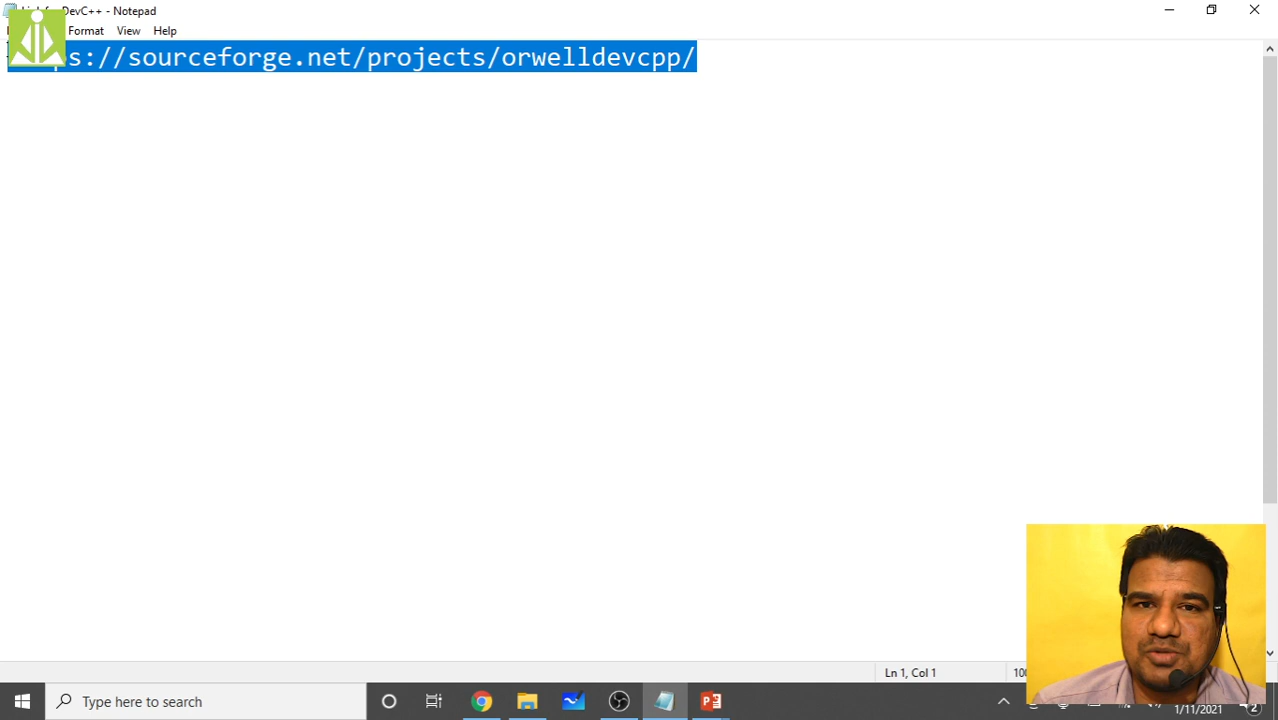 DevC++ - Notepad
Format View Help
s://sourceforge.net/projects/orwelldevcpp/
Ln 1, Col 1
Type here to search
1/11/2021
2